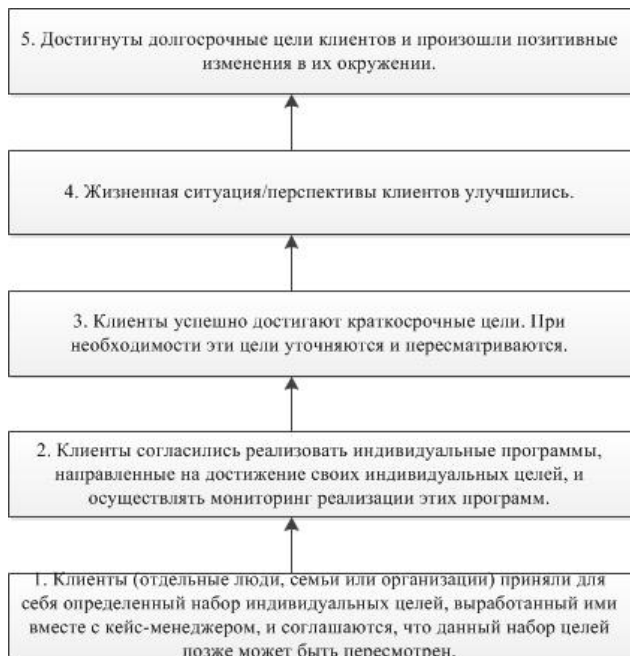 5. Достигнуты долгосрочные цели клиентов и произошли позитивные
изменения в их окружении.
4. Жизненная ситуация/перспективы клиентов улучшились.
3. Клиенты успешно достигают краткосрочные цели. При
необходимости эти цели уточняются и пересматриваются.
2. Клиенты согласились реализовать индивидуальные программы,
направленные на достижение своих индивидуальных целей, и
осуществлять мониторинг реализации этих программ.
1. Клиенты (отдельные люди, семьи или организации) приняли для
себя определенный набор индивидуальных целей, выработанный ими
вместе с кейс-менеджером, и соглашаются, что данный набор целей
позже может быть пересмотрен.